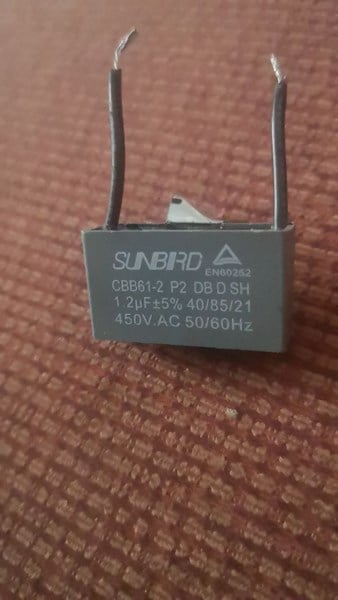 SUNBIRD
EN60252
CBB61-2 P2 DB D SH
1.2µF±5% 40/85/21
450V.AC 50/60Hz